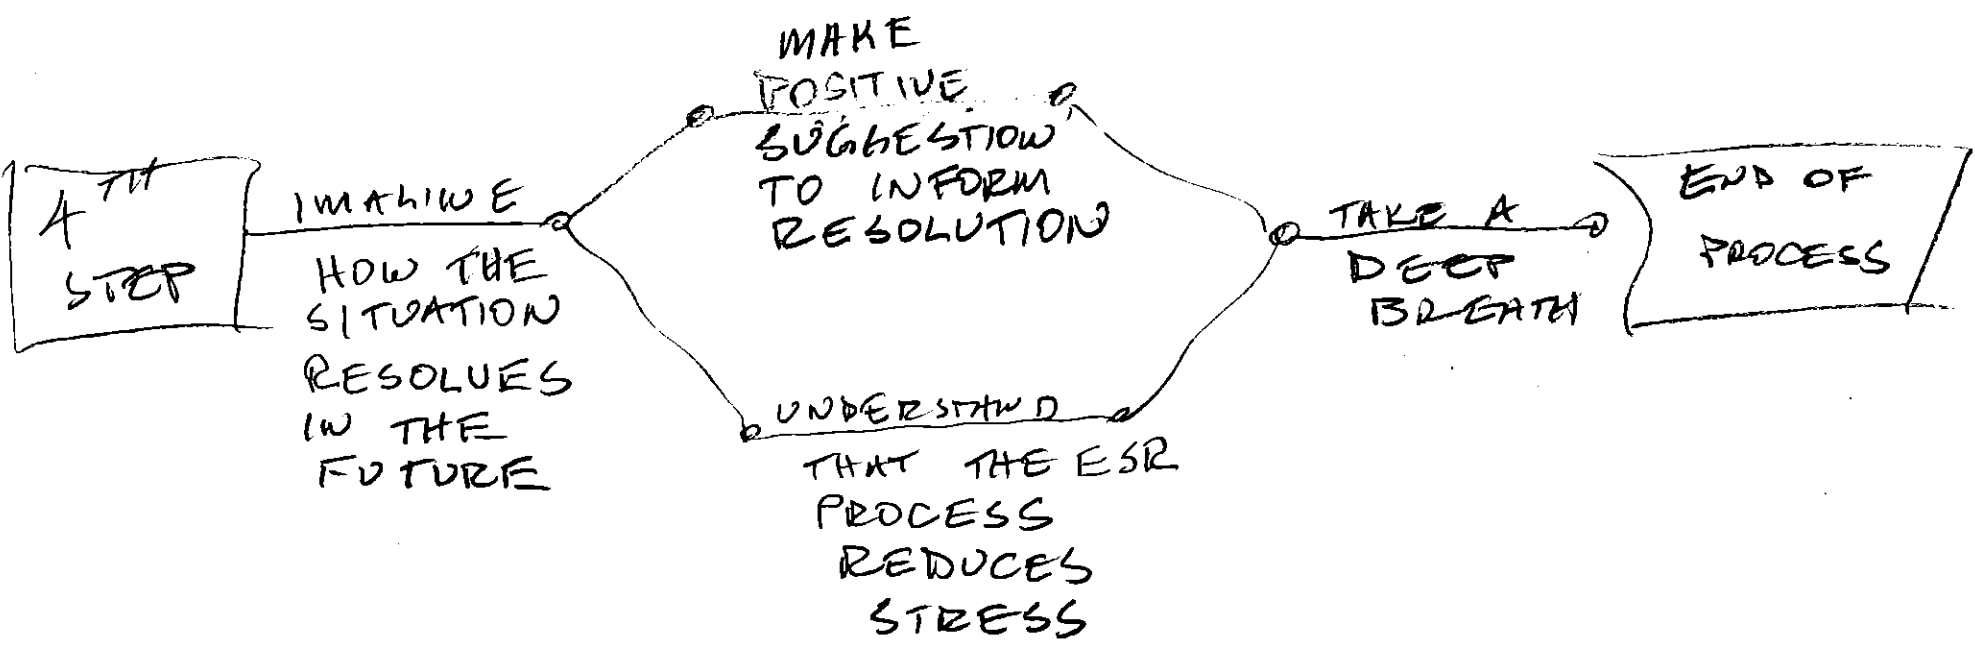 4TH
STEP
IMAGINE
HOW THE
SITUATION
RESOLVES
IN THE
FUTURE
MAKE
POSITIVE
SUGGESTION
TO INFORM
RESOLUTION
UNDERSTAND
THAT THE ESR
PROCESS
REDUCES
STRESS
TAKE A
DEEP
BREATH
END OF
PROCESS